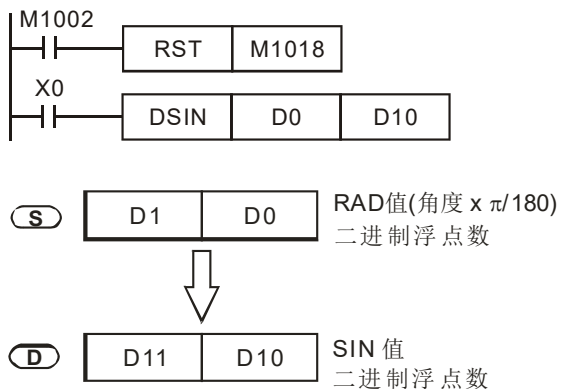 M1002
RST M1018
X0
DSIN D0 D10
S D1 D0 RAD值(角度 x π/180)
二进制浮点数
D D11 D10 SIN 值
二进制浮点数